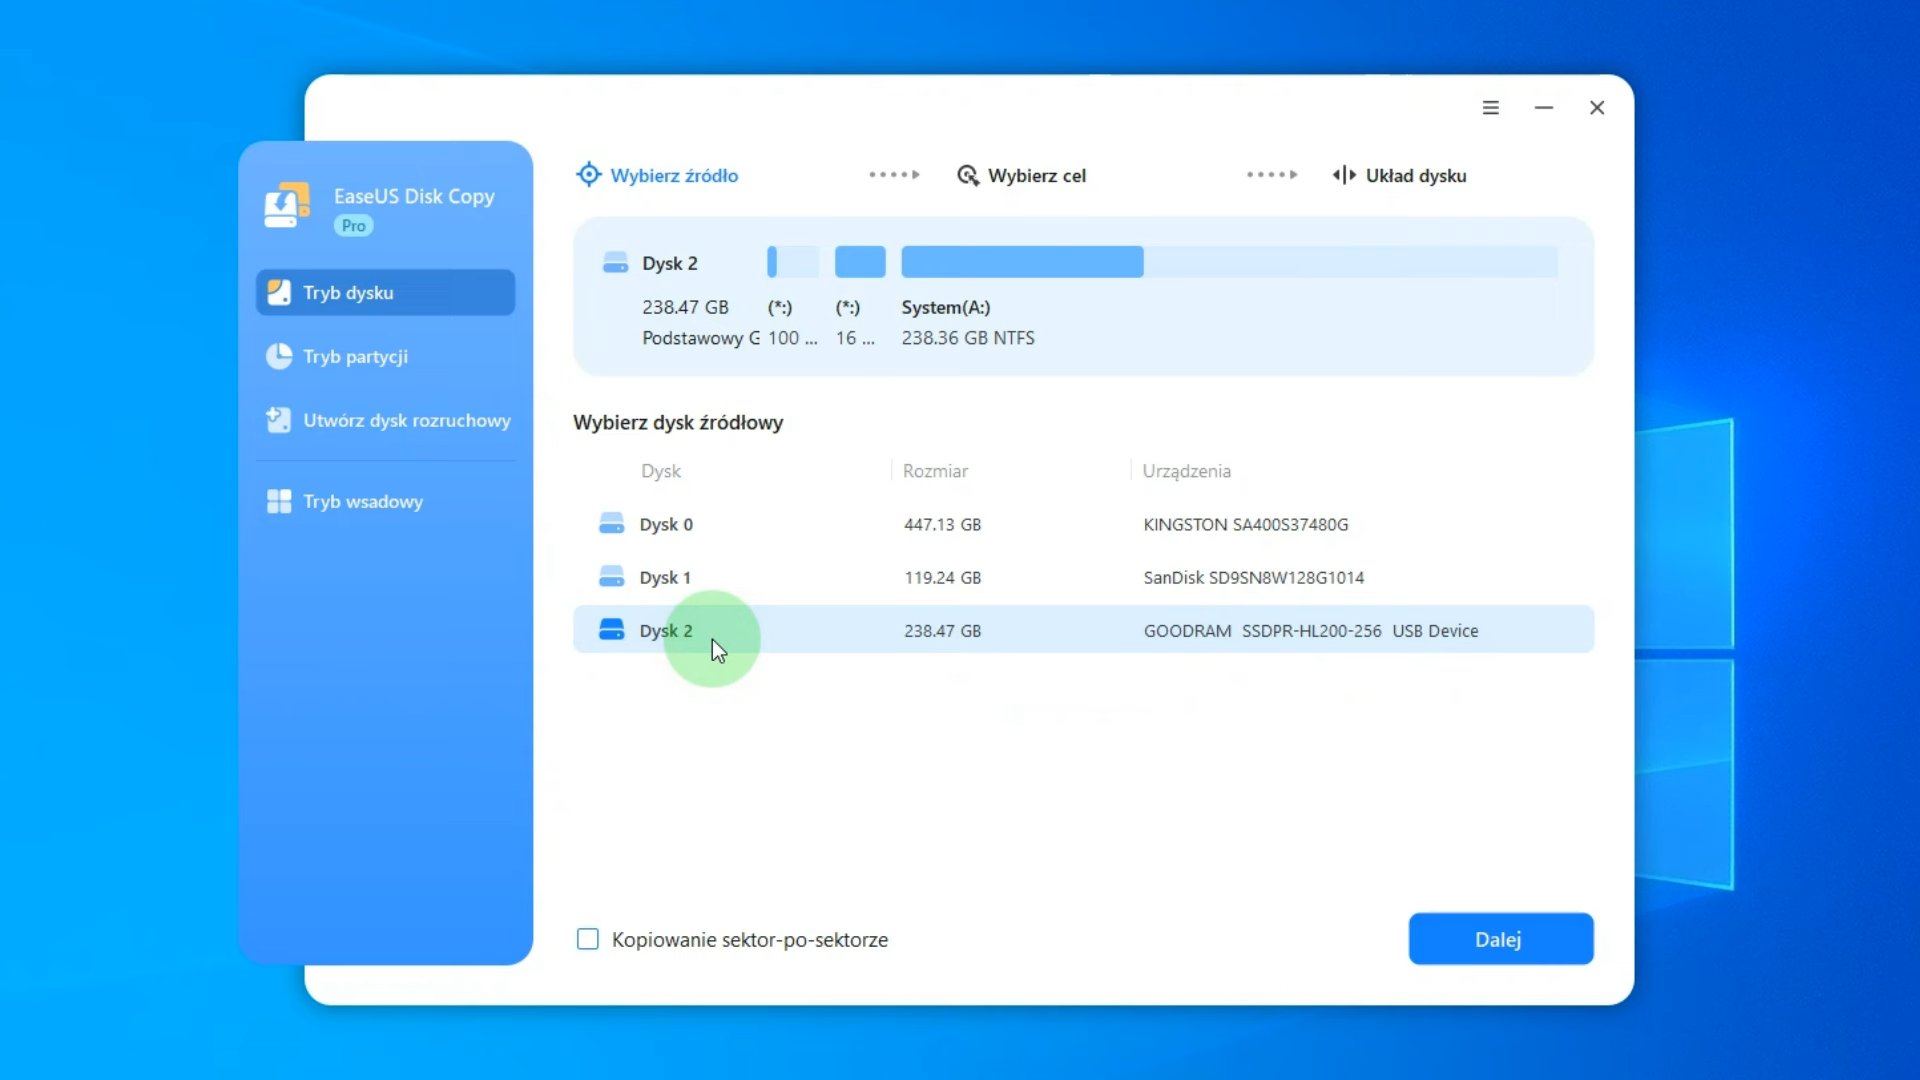 EaseUS Disk Copy
Pro
Tryb dysku
Tryb partycji
Utwórz dysk rozruchowy
Tryb wsadowy
Wybierz źródło
Wybierz cel
Układ dysku
Dysk 2
238.47 GB (*:) (*:) System(A:)
Podstawowy G 100 ... 16 ... 238.36 GB NTFS
Wybierz dysk źródłowy
Dysk Rozmiar Urządzenia
Dysk 0 447.13 GB KINGSTON SA400S37480G
Dysk 1 119.24 GB SanDisk SD9SN8W128G1014
Dysk 2 238.47 GB GOODRAM SSDPR-HL200-256 USB Device
Kopiowanie sektor-po-sektorze
Dalej